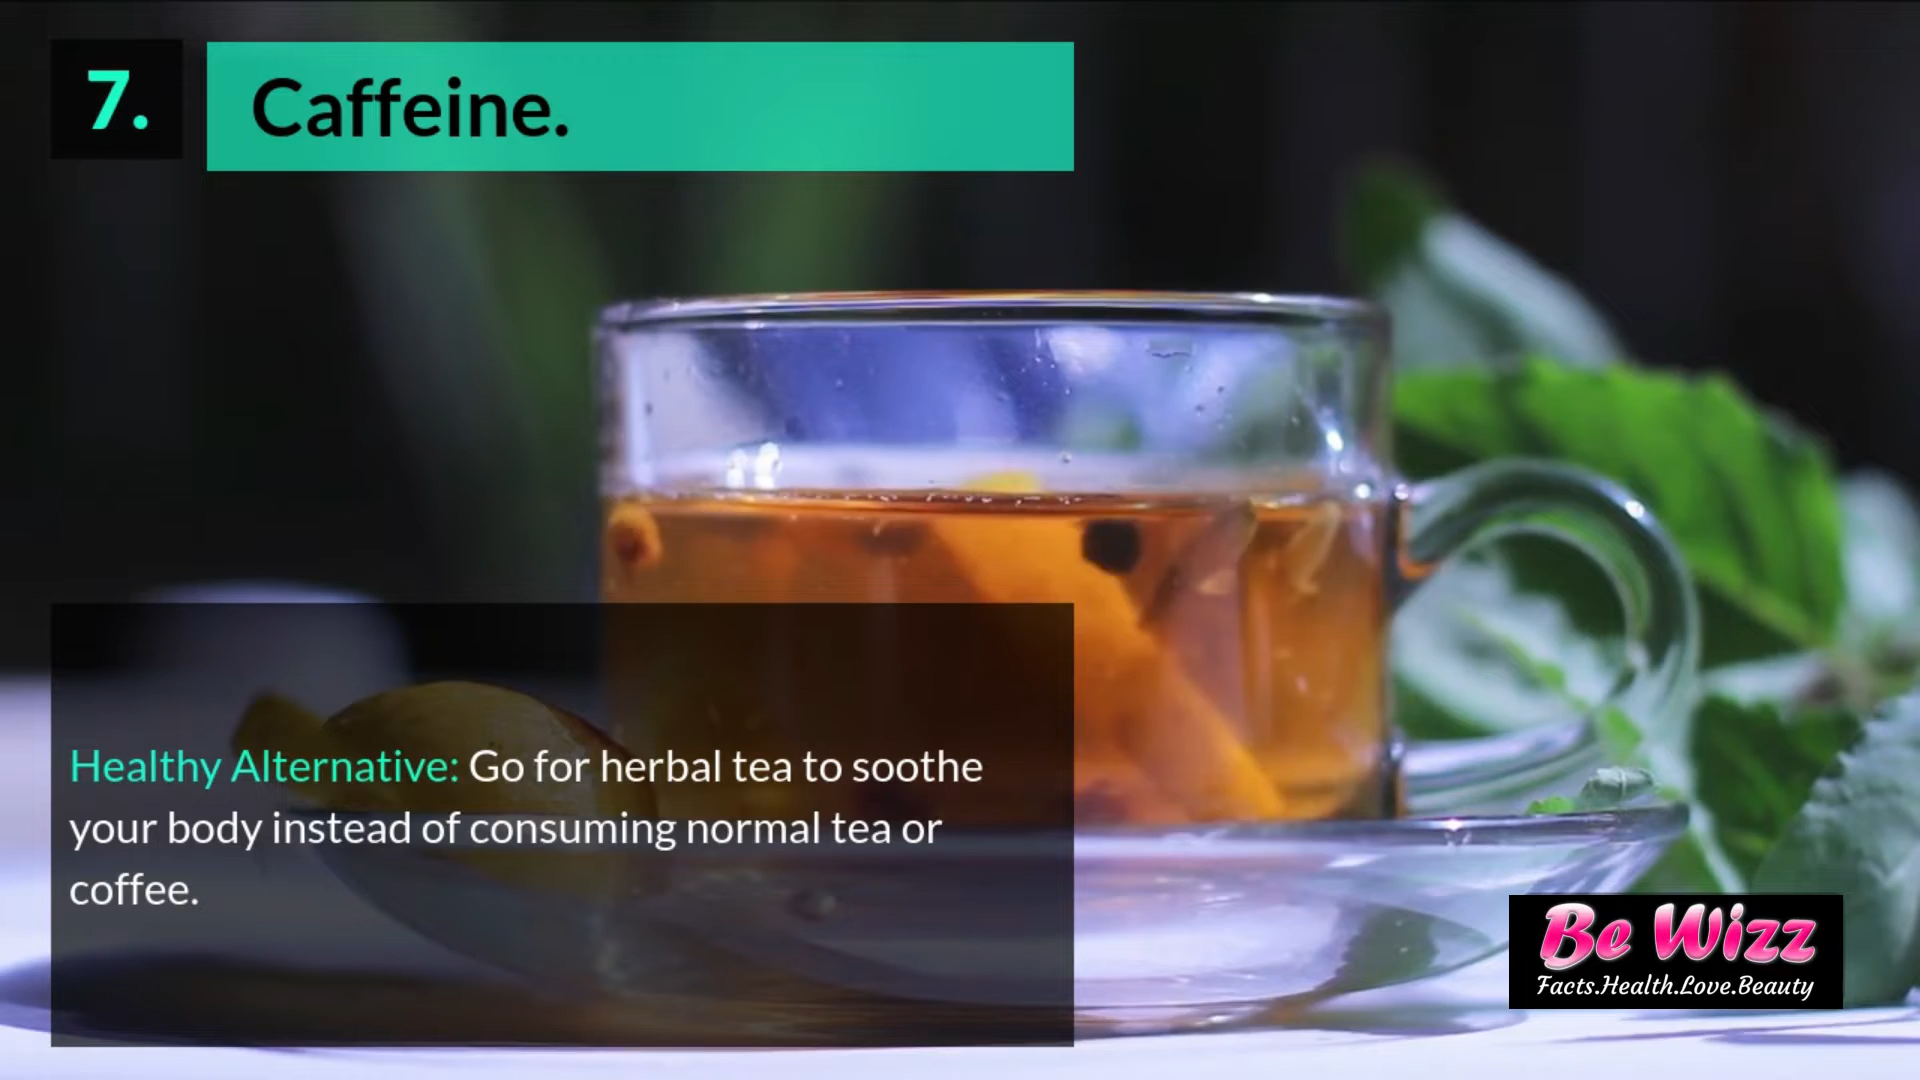 7.
Caffeine.
Healthy Alternative: Go for herbal tea to soothe
your body instead of consuming normal tea or
coffee.
Be Wizz
Facts.Health.Love.Beauty